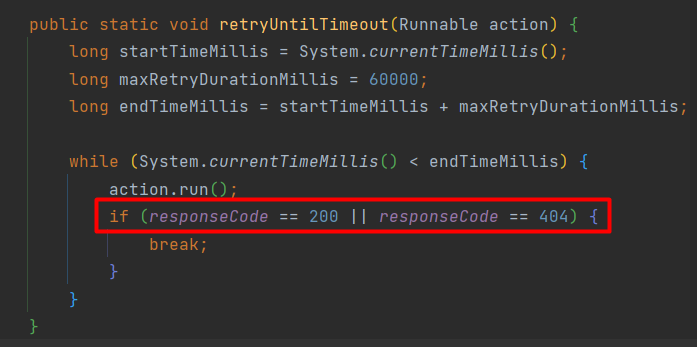 public static void retryUntilTimeout(Runnable action) {
    long startTimeMillis = System.currentTimeMillis();
    long maxRetryDurationMillis = 60000;
    long endTimeMillis = startTimeMillis + maxRetryDurationMillis;
    while (System.currentTimeMillis() < endTimeMillis) {
        action.run();
        if (responseCode == 200 || responseCode == 404) {
            break;
        }
    }
}